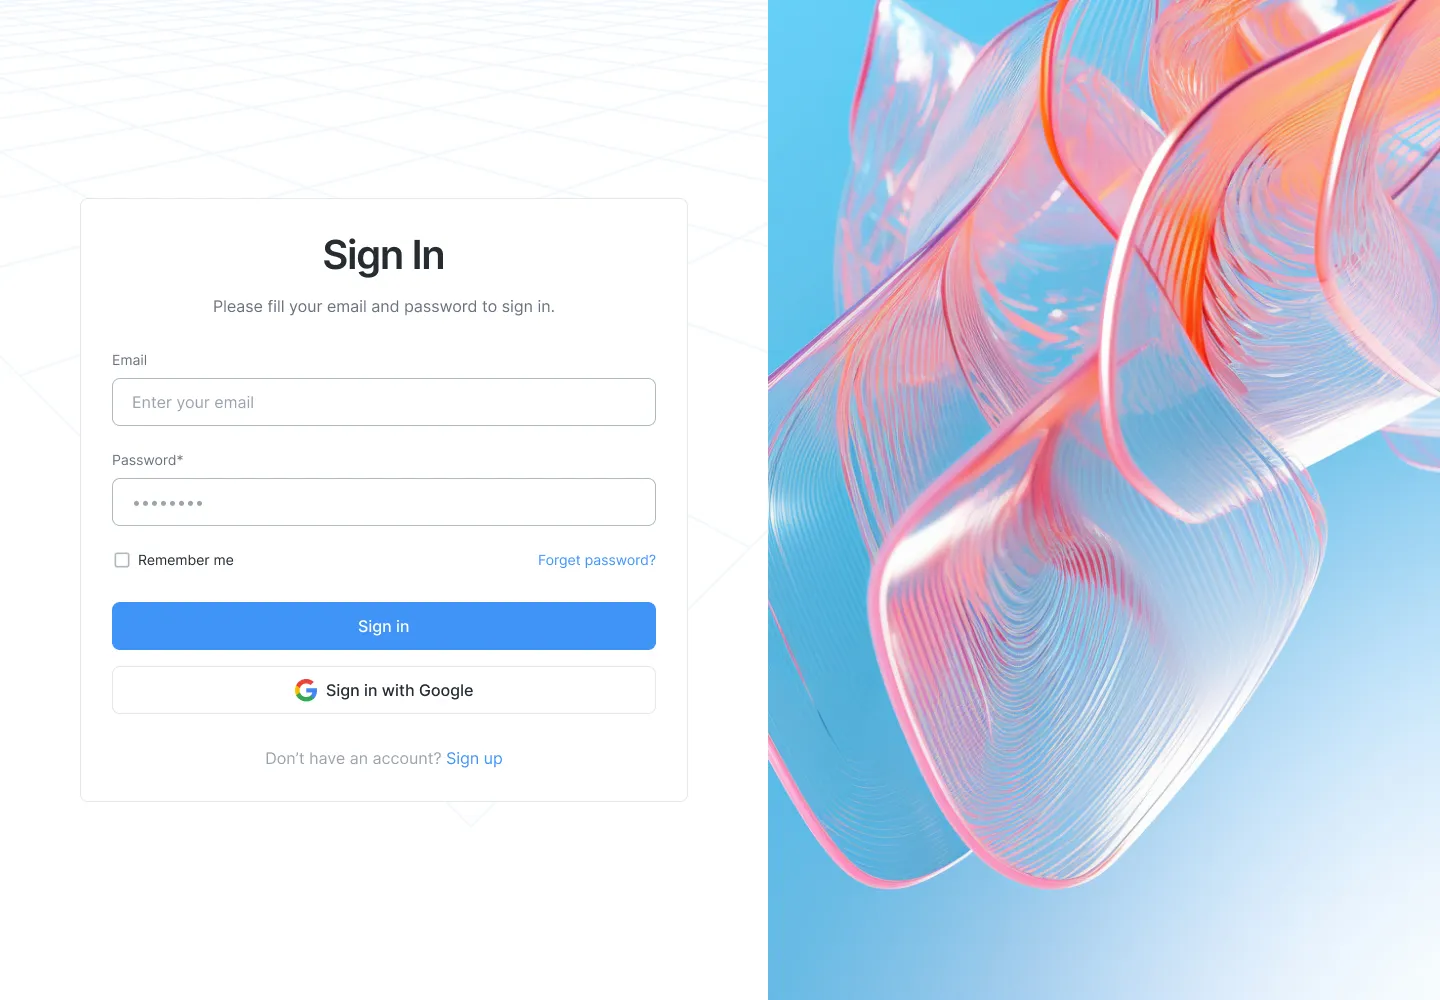 Sign In
Please fill your email and password to sign in.
Email
Enter your email
Password*
••••••••
Remember me
Forget password?
Sign in
Sign in with Google
Don’t have an account? Sign up